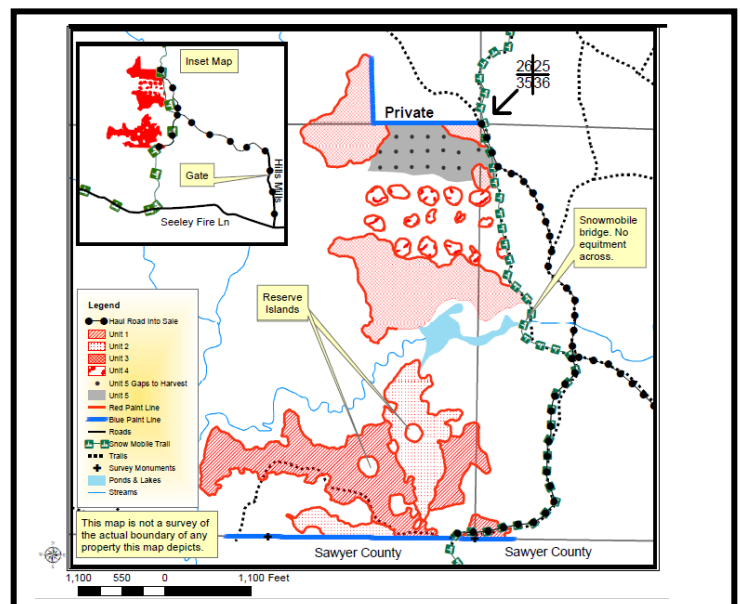 Inset Map
Gate
Hills Mills
Seeley Fire Ln
Private
2625
3536
Snowmobile
bridge. No
equitment
across.
Reserve
Islands
Legend
Haul Road into Sale
Unit 1
Unit 2
Unit 3
Unit 4
Unit 5 Gaps to Harvest
Unit 5
Red Paint Line
Blue Paint Line
Roads
Snow Mobile Trail
Trails
Survey Monuments
Ponds & Lakes
Streams
This map is not a survey of
the actual boundary of any
property this map depicts.
Sawyer County
Sawyer County
1,100 550 0 1,100 Feet